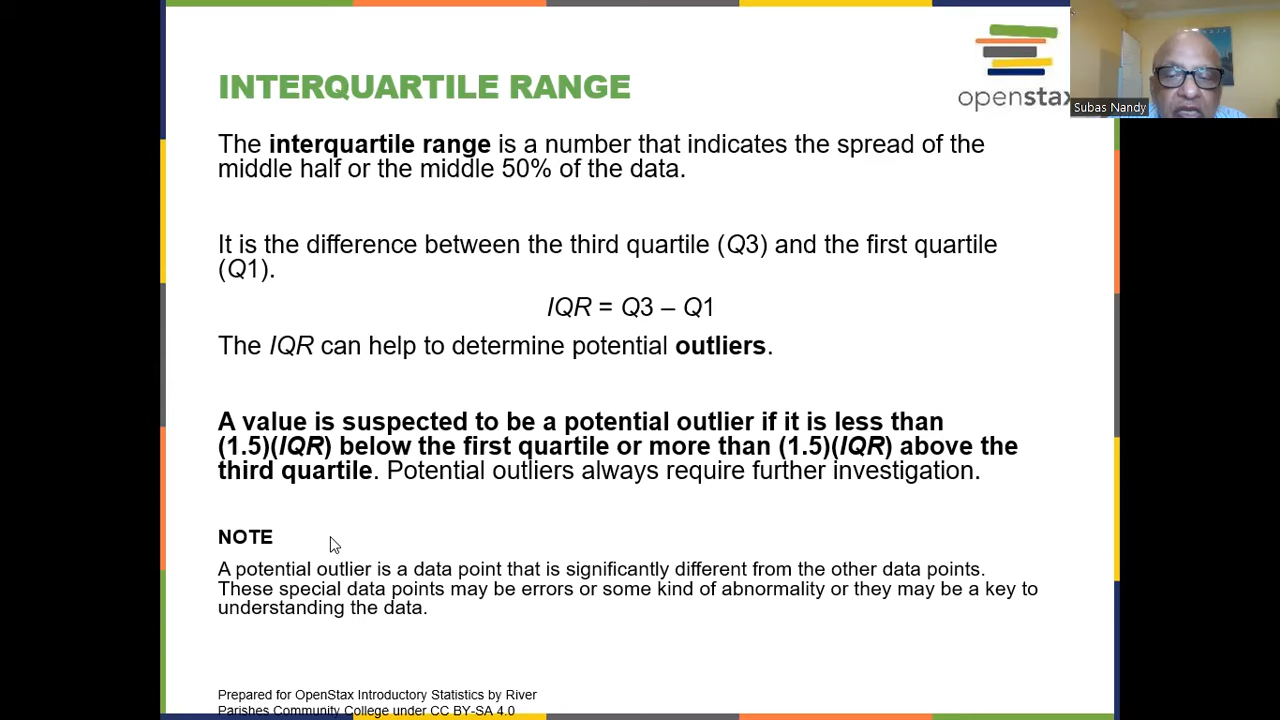 INTERQUARTILE RANGE
openstax
Subas Nandy
The interquartile range is a number that indicates the spread of the
middle half or the middle 50% of the data.
It is the difference between the third quartile (Q3) and the first quartile
(Q1).
IQR = Q3 – Q1
The IQR can help to determine potential outliers.
A value is suspected to be a potential outlier if it is less than
(1.5)(IQR) below the first quartile or more than (1.5)(IQR) above the
third quartile. Potential outliers always require further investigation.
NOTE
A potential outlier is a data point that is significantly different from the other data points.
These special data points may be errors or some kind of abnormality or they may be a key to
understanding the data.
Prepared for OpenStax Introductory Statistics by River
Parishes Community College under CC BY-SA 4.0